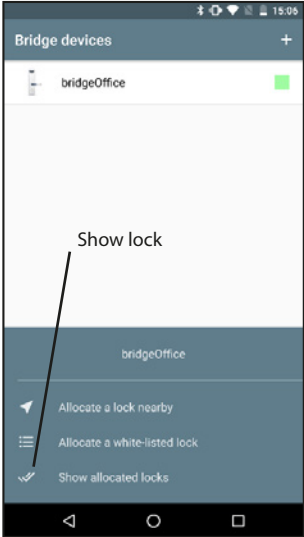 15:06
Bridge devices +
bridgeOffice
Show lock
bridgeOffice
Allocate a lock nearby
Allocate a white-listed lock
Show allocated locks